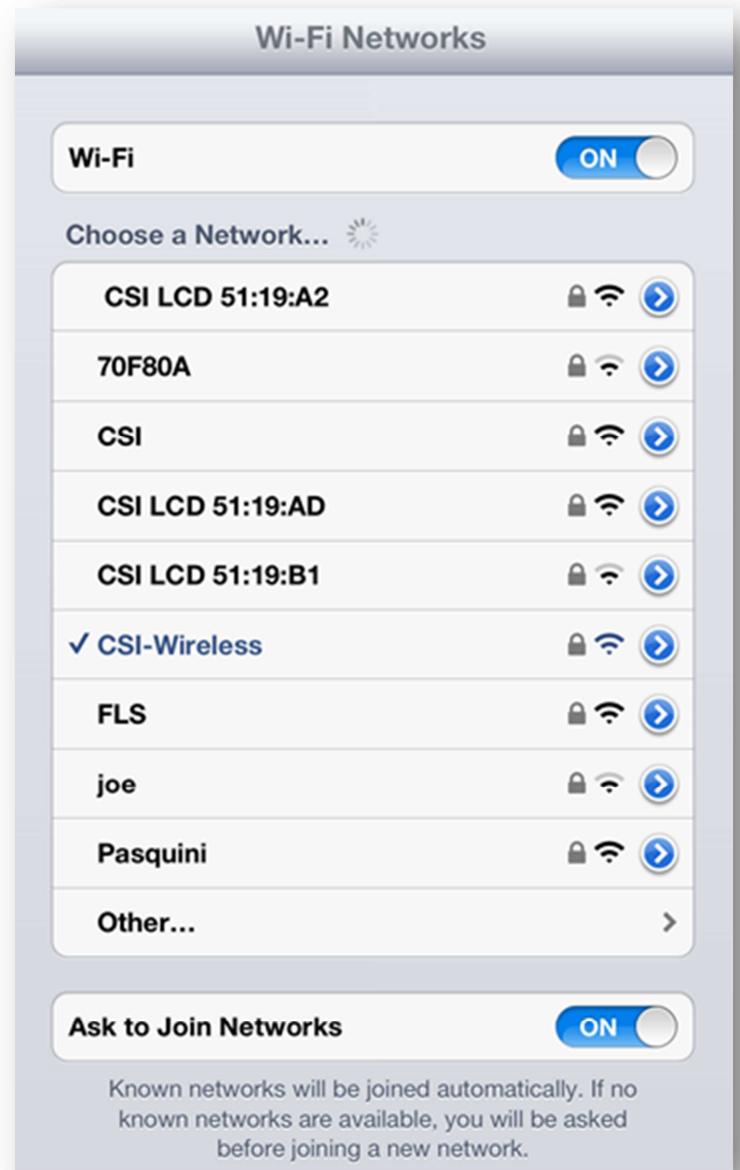 Wi-Fi Networks
Wi-Fi ON
Choose a Network...
CSI LCD 51:19:A2
70F80A
CSI
CSI LCD 51:19:AD
CSI LCD 51:19:B1
✓ CSI-Wireless
FLS
joe
Pasquini
Other...
Ask to Join Networks ON
Known networks will be joined automatically. If no
known networks are available, you will be asked
before joining a new network.